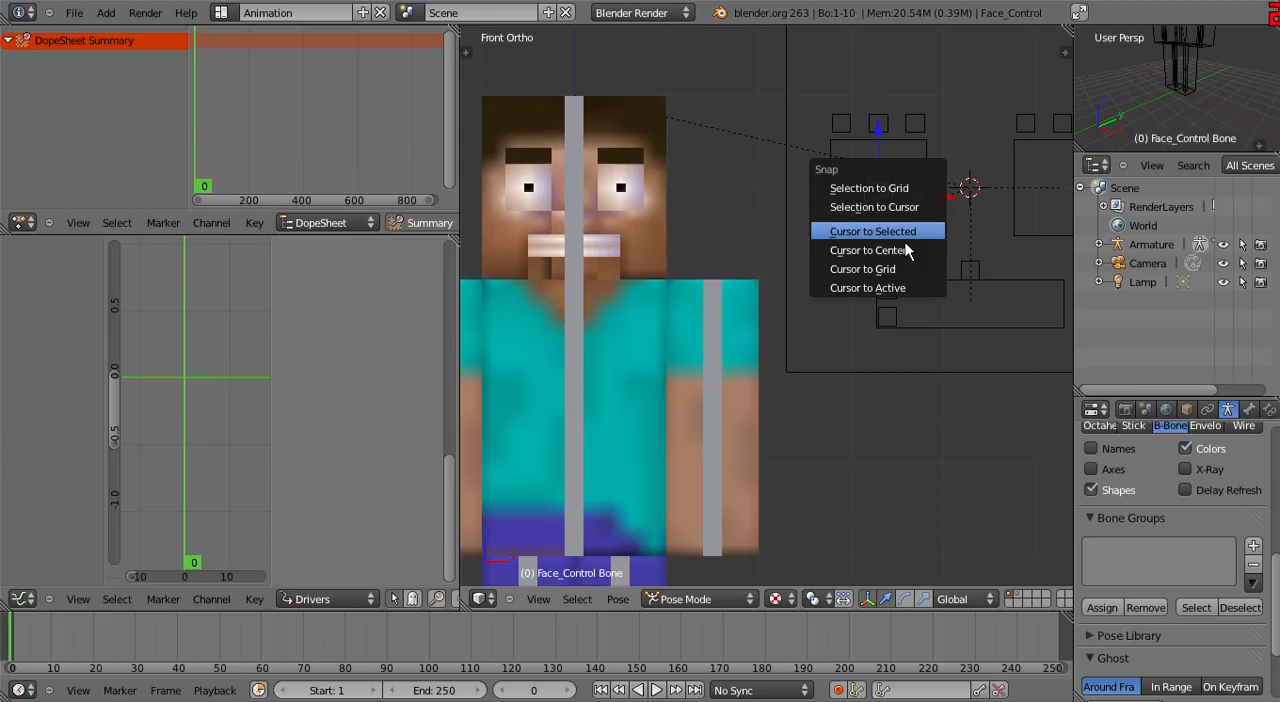 File Add Render Help Animation Scene Blender Render blender.org 263 | Bo:1-10 | Mem:20.54M (0.39M) | Face_Control
DopeSheet Summary
0
200 400 600 800
View Select Marker Channel Key DopeSheet Summary
0.5
0.0
-0.5
-1.0
0
-10 0 10
View Select Marker Channel Key Drivers
Front Ortho
Snap
Selection to Grid
Selection to Cursor
Cursor to Selected
Cursor to Center
Cursor to Grid
Cursor to Active
(0) Face_Control Bone
View Select Pose Pose Mode Global
User Persp
(0) Face_Control Bone
View Search All Scenes
Scene
RenderLayers
World
Armature
Camera
Lamp
Octahe Stick B-Bone Envelo Wire
Names Colors
Axes X-Ray
Shapes Delay Refresh
Bone Groups
Assign Remove Select Deselect
Pose Library
Ghost
Around Fra In Range On Keyfram
0 10 20 30 40 50 60 70 80 90 100 110 120 130 140 150 160 170 180 190 200 210 220 230 240 250
View Marker Frame Playback Start: 1 End: 250 0 No Sync